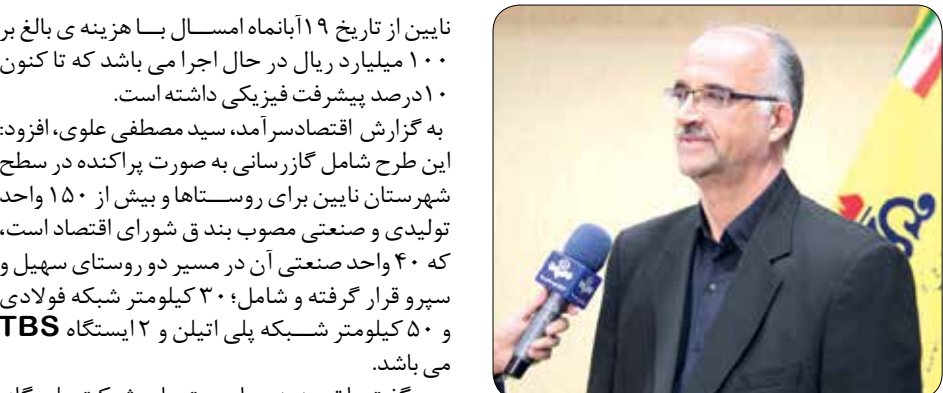 نایین از تاریخ ۱۹آبانماه امســال بــا هزینه ی بالغ بر
۱۰۰ میلیارد ریال در حال اجرا می باشد که تا کنون
۱۰درصد پیشرفت فیزیکی داشته است.
به گزارش اقتصادسرآمد، سید مصطفی علوی، افزود:
این طرح شامل گازرسانی به صورت پراکنده در سطح
شهرستان نایین برای روســتاها و بیش از ۱۵۰ واحد
تولیدی و صنعتی مصوب بند ق شورای اقتصاد است،
که ۴۰ واحد صنعتی آن در مسیر دو روستای سهیل و
سپرو قرار گرفته و شامل؛ ۳۰ کیلومتر شبکه فولادی
و ۵۰ کیلومتر شــبکه پلی اتیلن و ۲ ایستگاه TBS
می باشد.